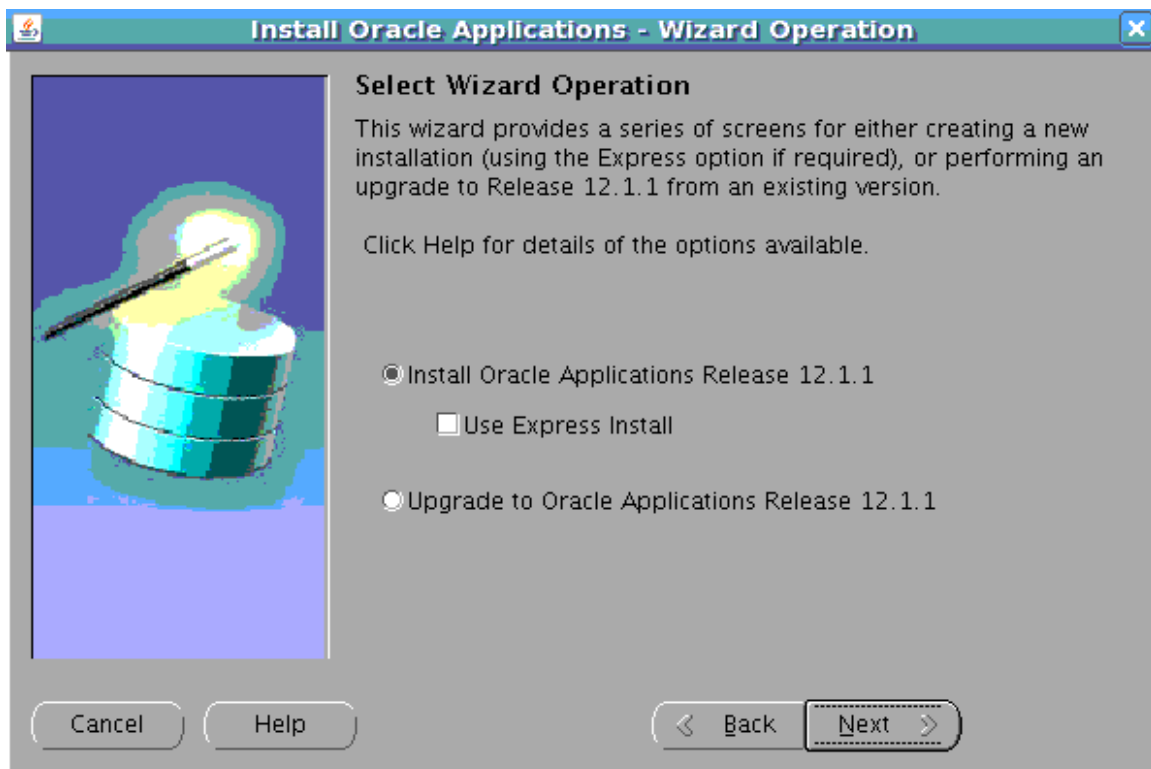 Install Oracle Applications - Wizard Operation
Select Wizard Operation
This wizard provides a series of screens for either creating a new
installation (using the Express option if required), or performing an
upgrade to Release 12.1.1 from an existing version.
Click Help for details of the options available.
Install Oracle Applications Release 12.1.1
Use Express Install
Upgrade to Oracle Applications Release 12.1.1
Cancel Help Back Next